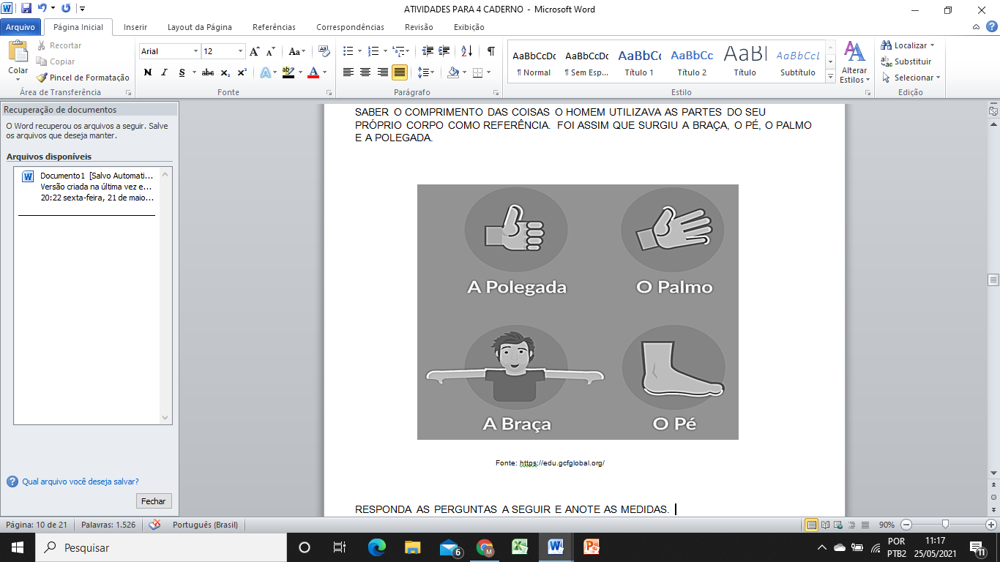 ATIVIDADES PARA 4 CADERNO - Microsoft Word
Arquivo Página Inicial Inserir Layout da Página Referências Correspondências Revisão Exibição
Colar
Recortar
Copiar
Pincel de Formatação
Área de Transferência
Arial 12
N I S abc x₂ x² A ab A
Aa
Fonte
Parágrafo
AaBbCcDc AaBbCcDc AaBbCc AaBbCc AaBl AaBbCcL
¶ Normal ¶ Sem Esp... Título 1 Título 2 Título Subtítulo
Alterar
Estilos
Estilo
Localizar
Substituir
Selecionar
Edição
Recuperação de documentos
O Word recuperou os arquivos a seguir. Salve
os arquivos que deseja manter.
Arquivos disponíveis
Documento1 [Salvo Automati...
Versão criada na última vez e...
20:22 sexta-feira, 21 de maio...
Qual arquivo você deseja salvar?
Fechar
SABER O COMPRIMENTO DAS COISAS O HOMEM UTILIZAVA AS PARTES DO SEU
PRÓPRIO CORPO COMO REFERÊNCIA. FOI ASSIM QUE SURGIU A BRAÇA, O PÉ, O PALMO
E A POLEGADA.
A Polegada O Palmo
A Braça O Pé
Fonte: https://edu.gcfglobal.org/
RESPONDA AS PERGUNTAS A SEGUIR E ANOTE AS MEDIDAS.
Página: 10 de 21 Palavras: 1.526 Português (Brasil) 90%
Pesquisar
6
M
POR
PTB2
11:17
25/05/2021
11